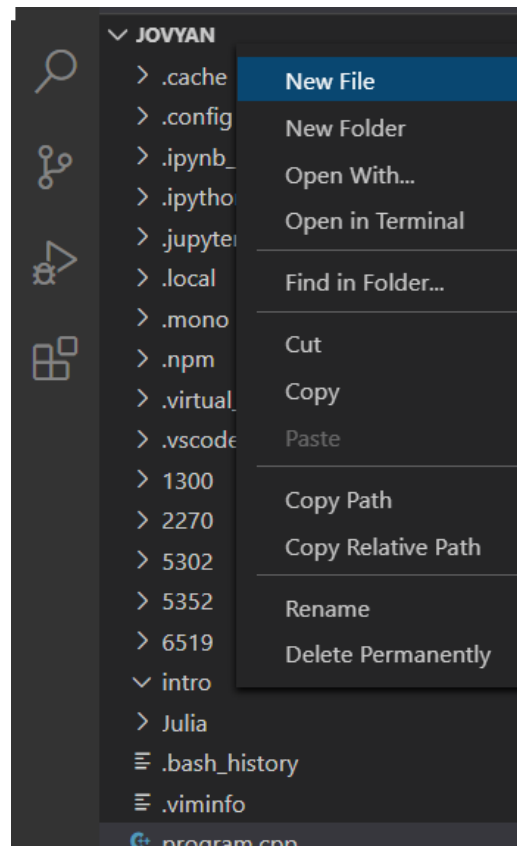 JOVYAN
.cache
.config
.ipynb_
.ipytho
.jupyte
.local
.mono
.npm
.virtual_
.vscode
1300
2270
5302
5352
6519
intro
Julia
.bash_history
.viminfo
program.cpp
New File
New Folder
Open With...
Open in Terminal
Find in Folder...
Cut
Copy
Paste
Copy Path
Copy Relative Path
Rename
Delete Permanently